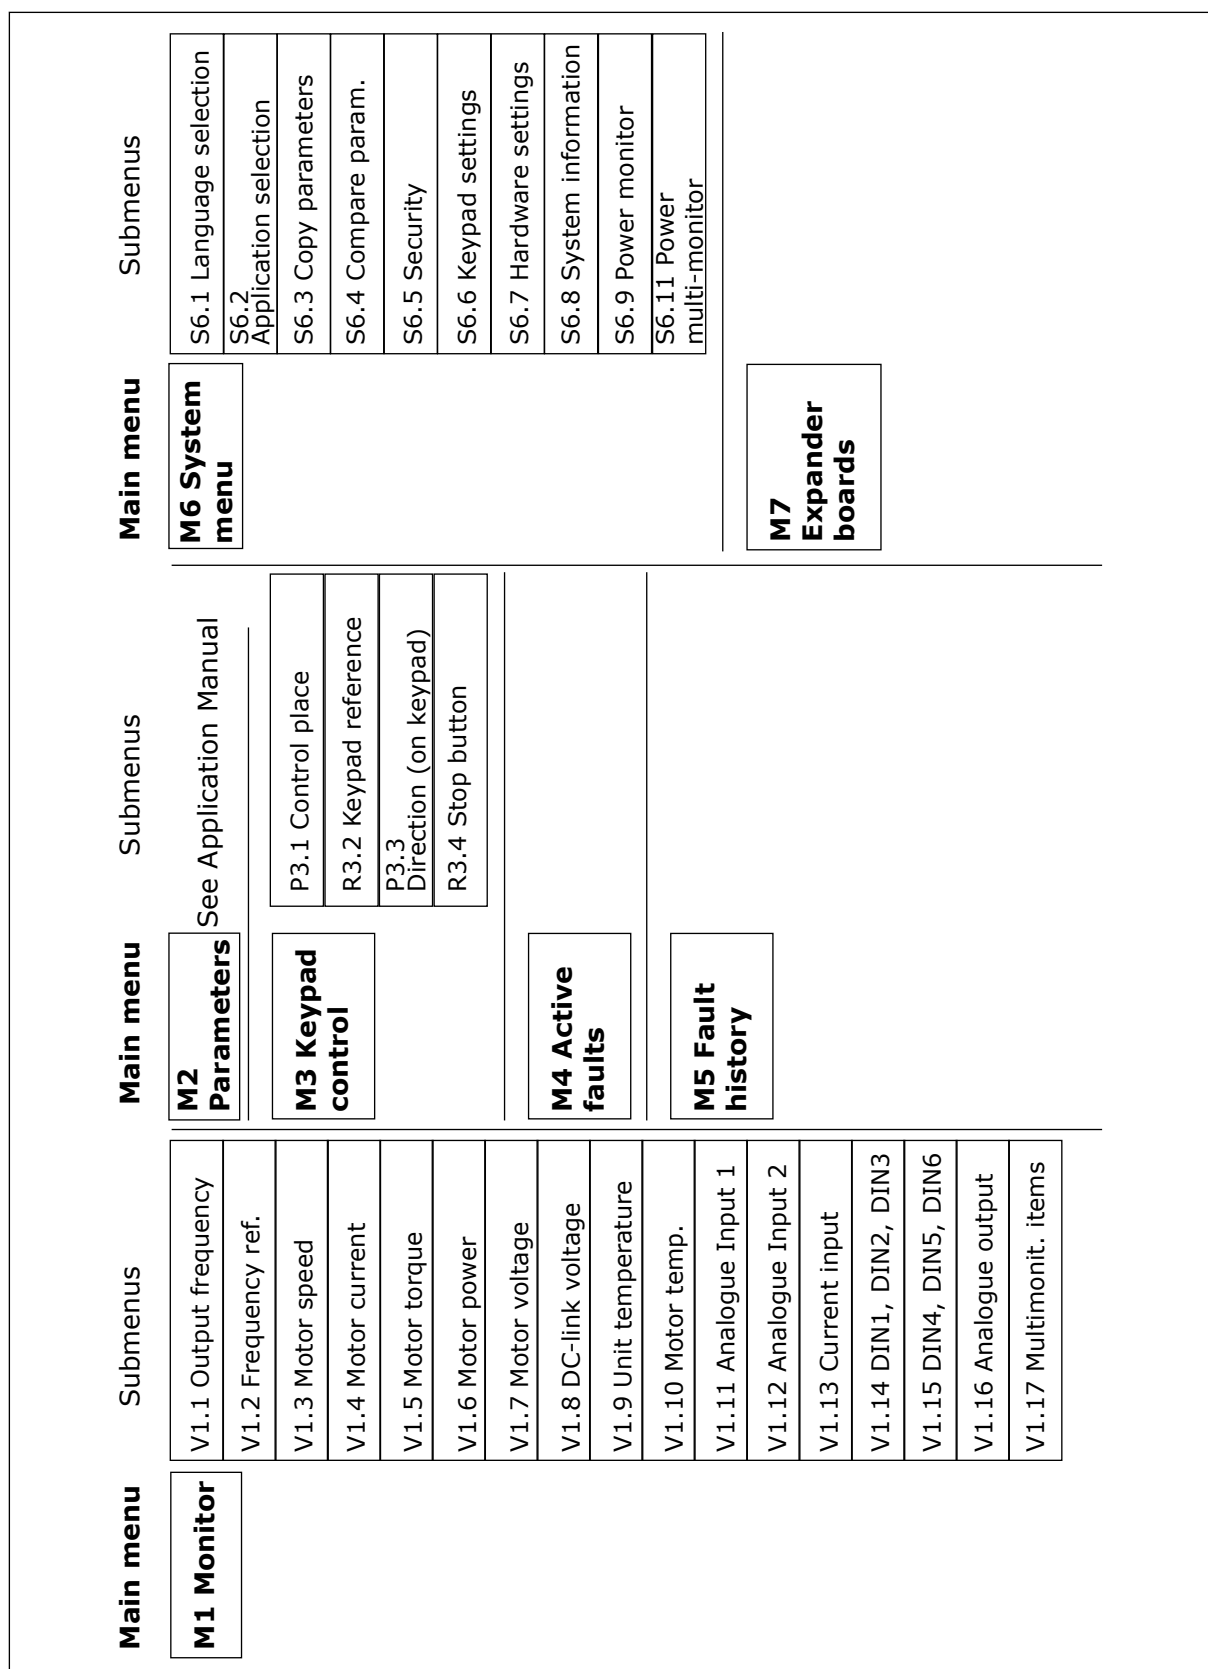 Main menu
Submenus
M1 Monitor
V1.1 Output frequency
V1.2 Frequency ref.
V1.3 Motor speed
V1.4 Motor current
V1.5 Motor torque
V1.6 Motor power
V1.7 Motor voltage
V1.8 DC-link voltage
V1.9 Unit temperature
V1.10 Motor temp.
V1.11 Analogue Input 1
V1.12 Analogue Input 2
V1.13 Current input
V1.14 DIN1, DIN2, DIN3
V1.15 DIN4, DIN5, DIN6
V1.16 Analogue output
V1.17 Multimonit. items
Main menu
Submenus
M2
Parameters
See Application Manual
M3 Keypad
control
P3.1 Control place
R3.2 Keypad reference
P3.3
Direction (on keypad)
R3.4 Stop button
M4 Active
faults
M5 Fault
history
Main menu
Submenus
M6 System
menu
S6.1 Language selection
S6.2
Application selection
S6.3 Copy parameters
S6.4 Compare param.
S6.5 Security
S6.6 Keypad settings
S6.7 Hardware settings
S6.8 System information
S6.9 Power monitor
S6.11 Power
multi-monitor
M7
Expander
boards